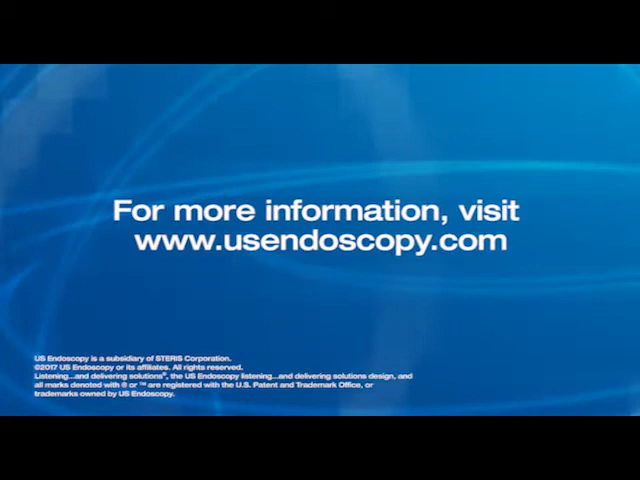 For more information, visit
www.usendoscopy.com
US Endoscopy is a subsidiary of STERIS Corporation.
©2017 US Endoscopy or its affiliates. All rights reserved.
Listening...and delivering solutions®, the US Endoscopy listening...and delivering solutions design, and
all marks denoted with ® or ™ are registered with the U.S. Patent and Trademark Office, or
trademarks owned by US Endoscopy.